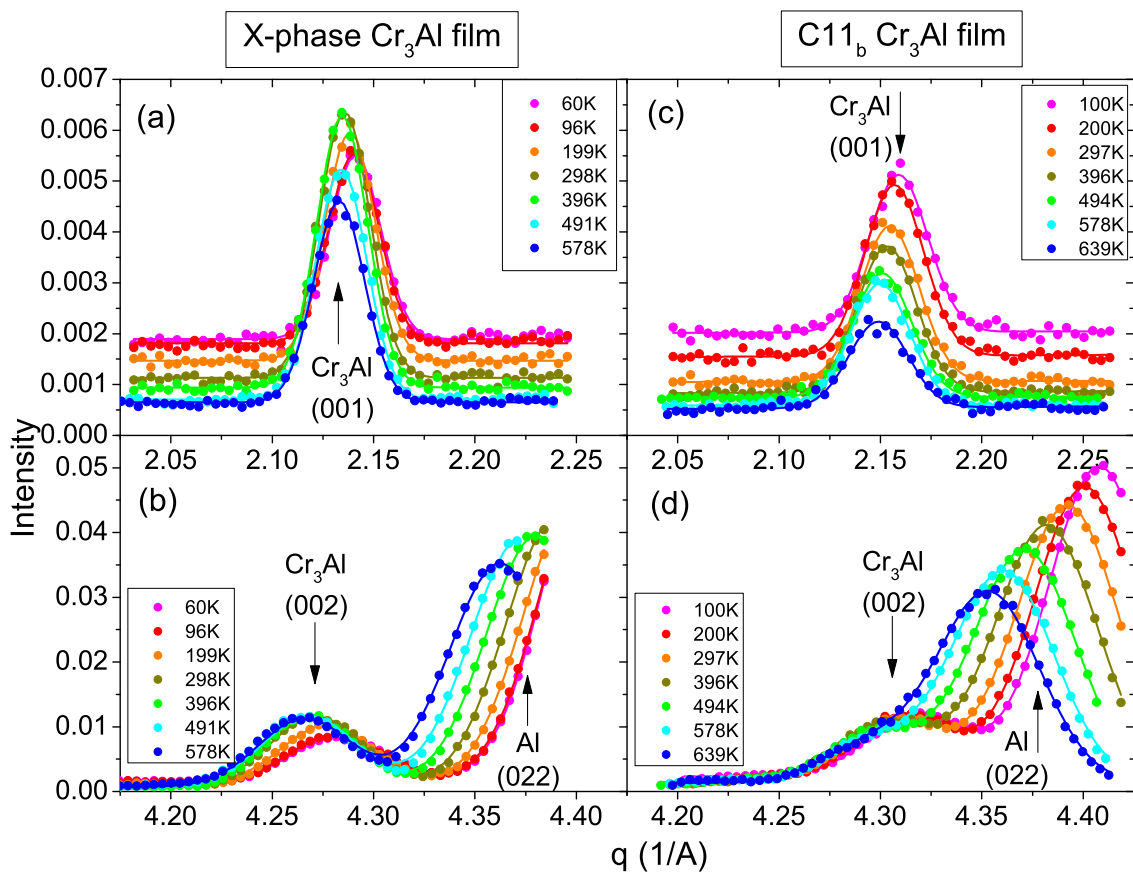 X-phase Cr₃Al film
C11b Cr₃Al film
0.007
0.006
0.005
0.004
0.003
0.002
0.001
0.000
(a)
60K
96K
199K
298K
396K
491K
578K
Cr₃Al
(001)
2.05
2.10
2.15
2.20
2.25
(c)
Cr₃Al
(001)
100K
200K
297K
396K
494K
578K
639K
2.05
2.10
2.15
2.20
2.25
Intensity
0.05
0.04
0.03
0.02
0.01
0.00
(b)
Cr₃Al
(002)
60K
96K
199K
298K
396K
491K
578K
Al
(022)
4.20
4.25
4.30
4.35
4.40
(d)
Cr₃Al
(002)
100K
200K
297K
396K
494K
578K
639K
Al
(022)
4.20
4.25
4.30
4.35
4.40
q (1/A)